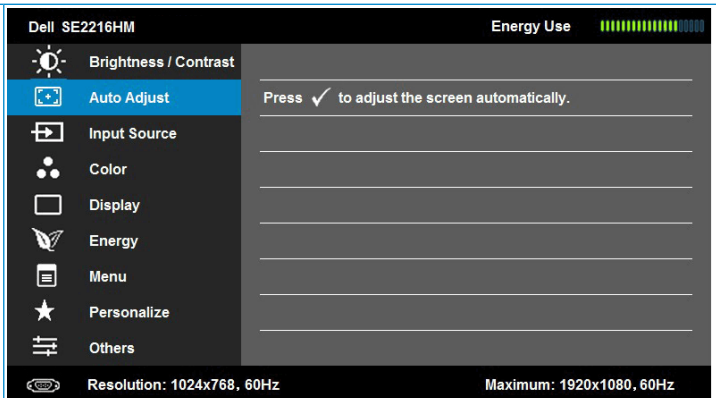 Dell SE2216HM Energy Use
Brightness / Contrast
Auto Adjust Press ✓ to adjust the screen automatically.
Input Source
Color
Display
Energy
Menu
Personalize
Others
Resolution: 1024x768, 60Hz Maximum: 1920x1080, 60Hz